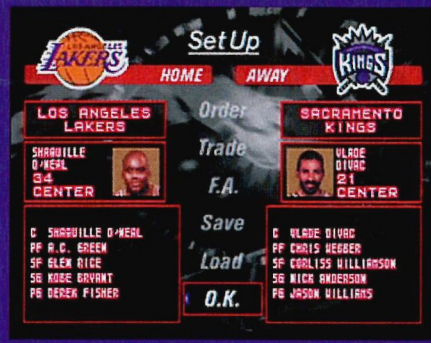 LOS ANGELES
LAKERS
SetUp
KINGS
HOME AWAY
LOS ANGELES
LAKERS
Order
SACRAMENTO
KINGS
SHAQUILLE
O'NEAL
34
CENTER
Trade
VLADE
DIVAC
21
CENTER
F.A.
Save
Load
O.K.
C SHAQUILLE O'NEAL
PF A.C. GREEN
SF GLEN RICE
SG KOBE BRYANT
PG DEREK FISHER
C VLADE DIVAC
PF CHRIS WEBBER
SF CORLISS WILLIAMSON
SG NICK ANDERSON
PG JASON WILLIAMS